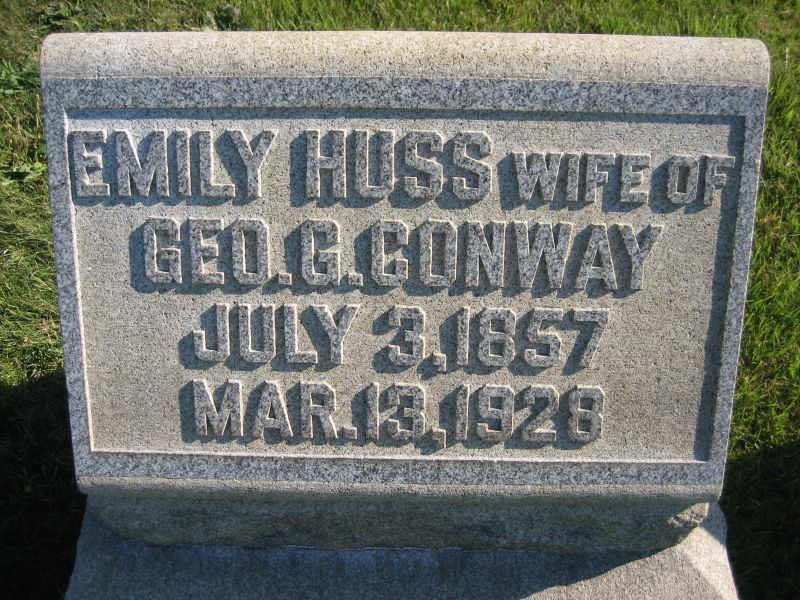 EMILY HUSS WIFE OF
GEO. G. CONWAY
JULY 3, 1857
MAR. 13, 1928